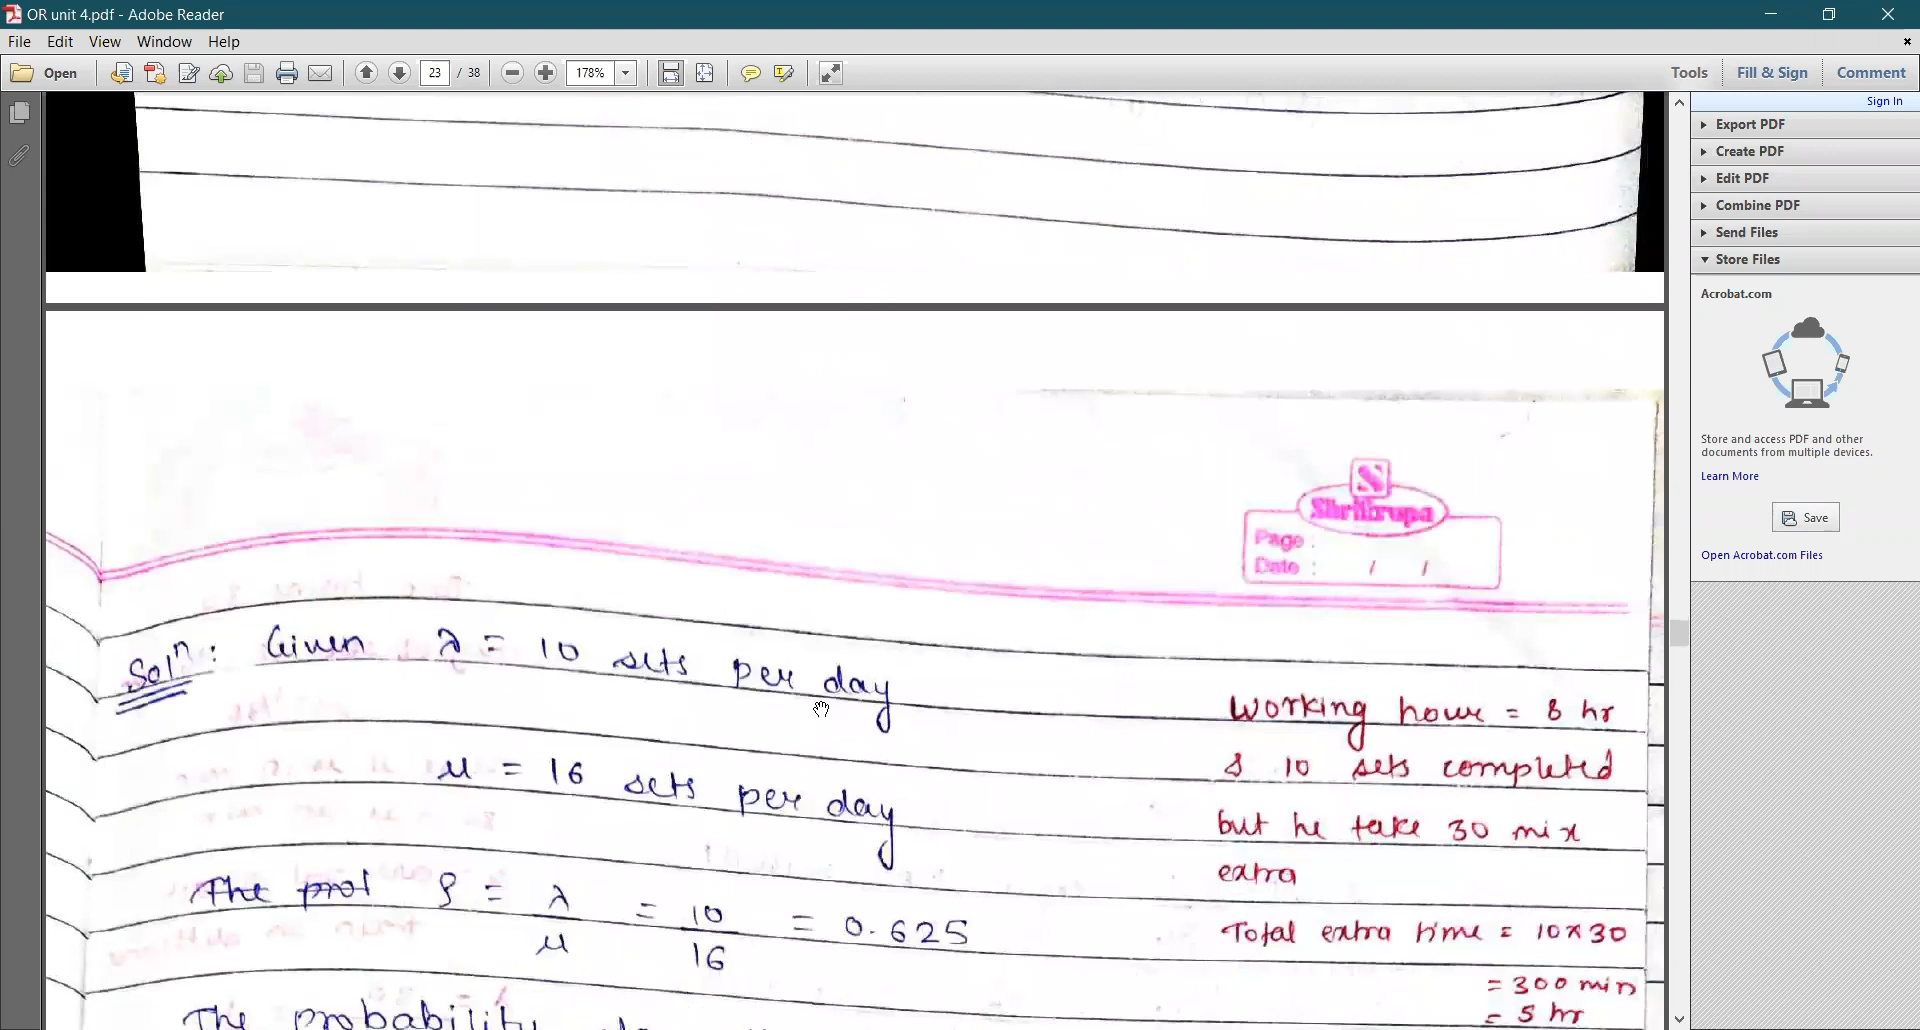 OR unit 4.pdf - Adobe Reader
File Edit View Window Help
Open 23 / 38 178% Tools Fill & Sign Comment
Sign In
Export PDF
Create PDF
Edit PDF
Combine PDF
Send Files
Store Files
Acrobat.com
Store and access PDF and other
documents from multiple devices.
Learn More
Save
Open Acrobat.com Files
Shrikrupa
Page :
Date : / /
Solⁿ : Given λ = 10 sets per day
μ = 16 sets per day
The prol ρ = λ/μ = 10/16 = 0.625
The probability
Working hour = 8 hr
& 10 sets completed
but he take 30 mix
extra
Total extra time = 10×30
= 300 min
= 5 hr